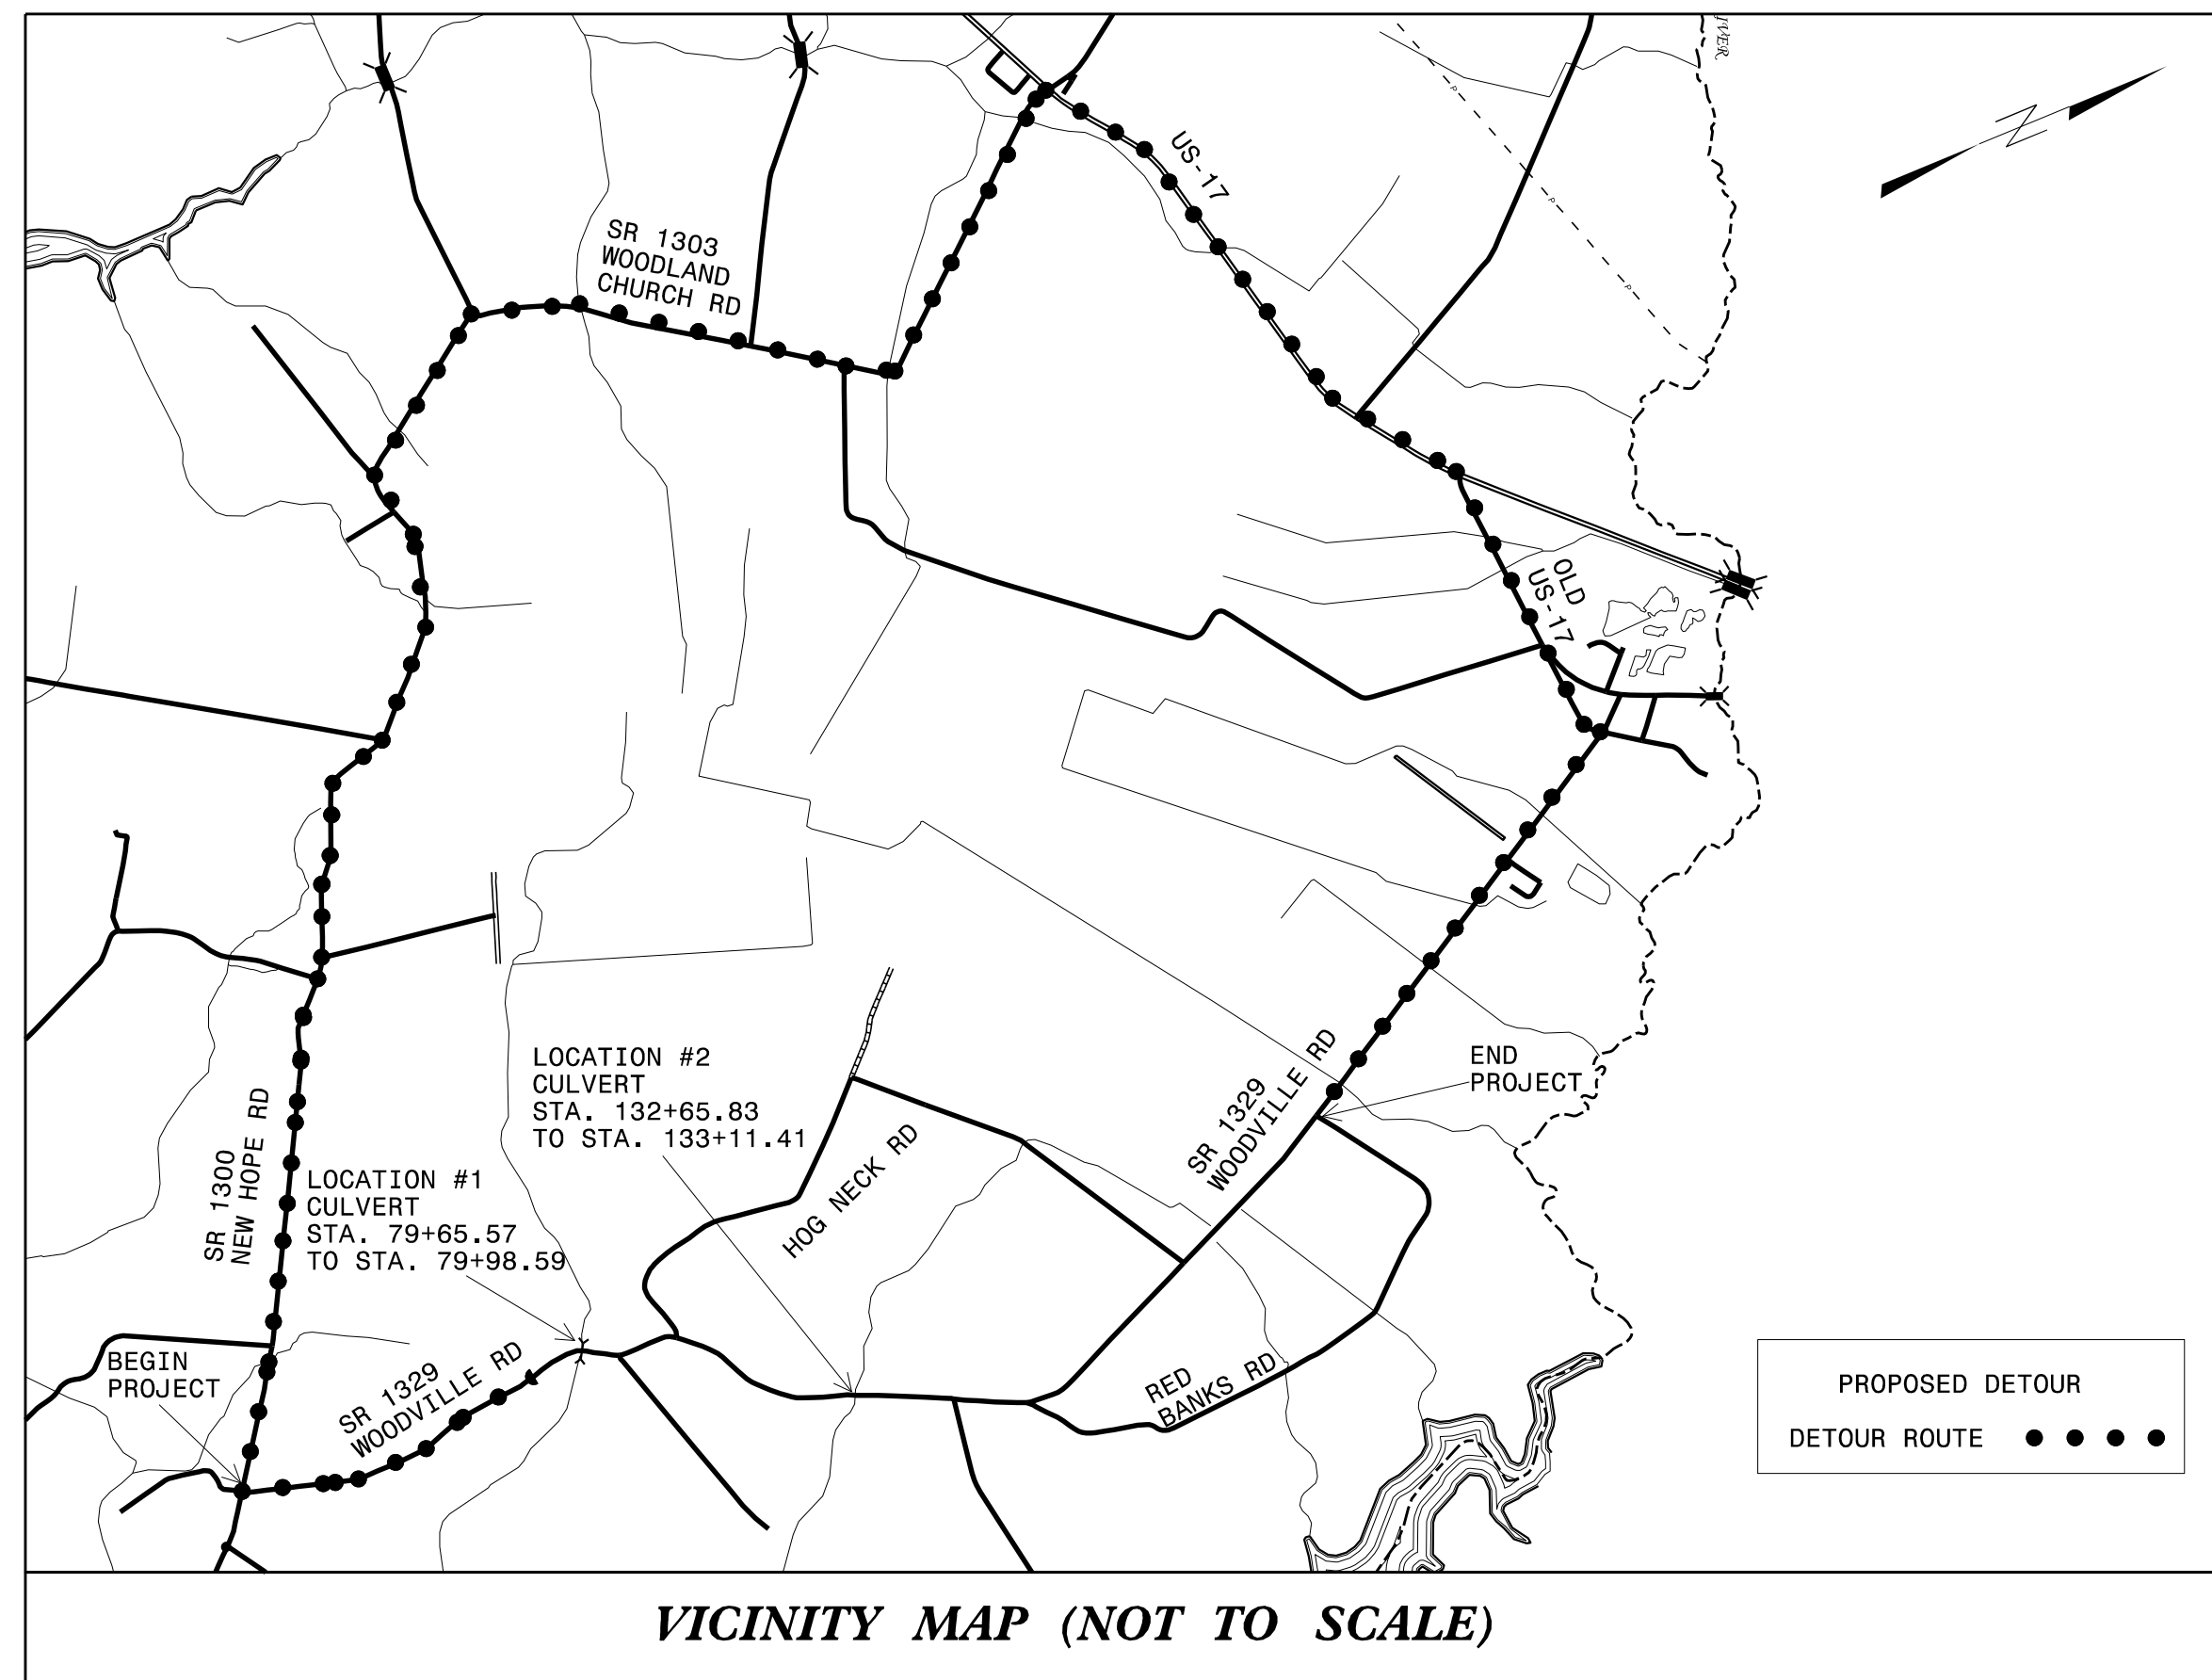 US-17
SR 1303
WOODLAND
CHURCH RD
OLD
US-17
LOCATION #2
CULVERT
STA. 132+65.83
TO STA. 133+11.41
END
PROJECT
SR 1329
WOODVILLE RD
HOG NECK RD
SR 1300
NEW HOPE RD
LOCATION #1
CULVERT
STA. 79+65.57
TO STA. 79+98.59
BEGIN
PROJECT
SR 1329
WOODVILLE RD
RED
BANKS RD
PROPOSED DETOUR
DETOUR ROUTE
VICINITY MAP (NOT TO SCALE)